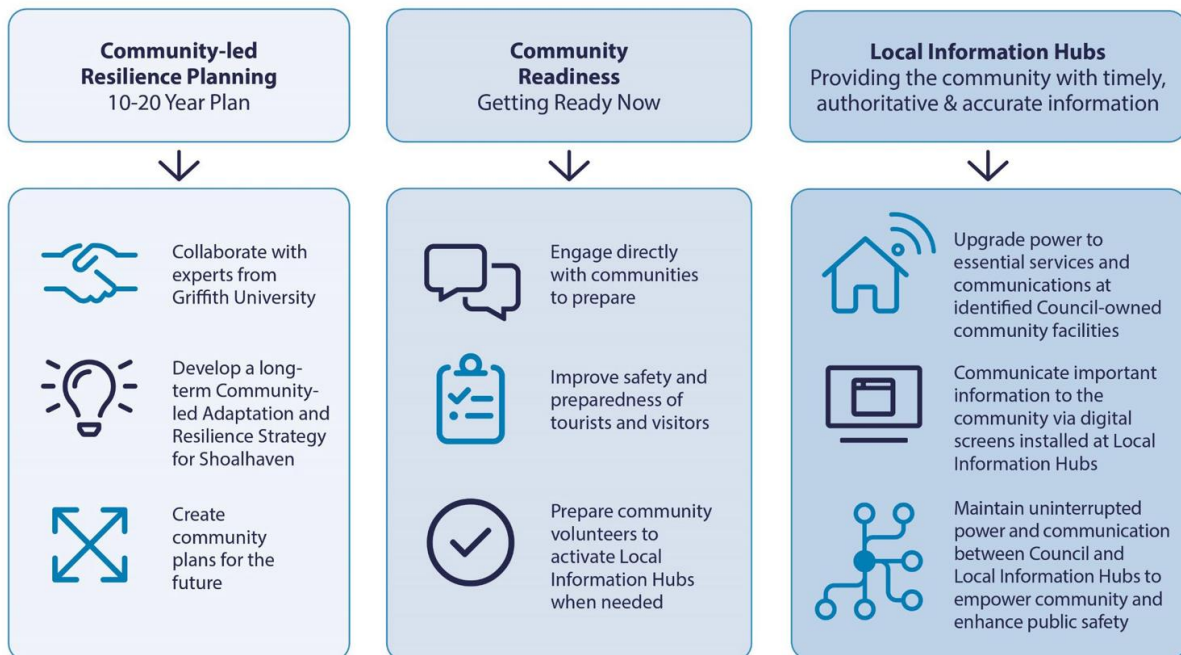 Community-led
Resilience Planning
10-20 Year Plan
Collaborate with
experts from
Griffith University
Develop a long-
term Community-
led Adaptation and
Resilience Strategy
for Shoalhaven
Create
community
plans for the
future
Community
Readiness
Getting Ready Now
Engage directly
with communities
to prepare
Improve safety and
preparedness of
tourists and visitors
Prepare community
volunteers to
activate Local
Information Hubs
when needed
Local Information Hubs
Providing the community with timely,
authoritative & accurate information
Upgrade power to
essential services and
communications at
identified Council-owned
community facilities
Communicate important
information to the
community via digital
screens installed at Local
Information Hubs
Maintain uninterrupted
power and communication
between Council and
Local Information Hubs to
empower community and
enhance public safety